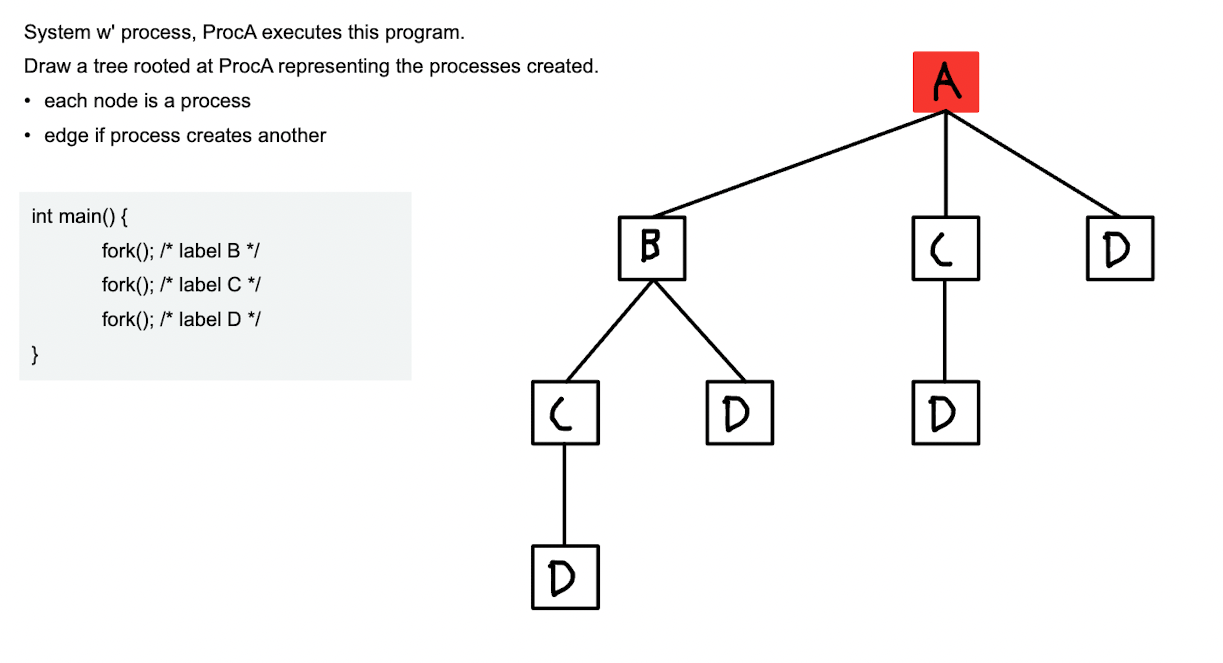 System w' process, ProcA executes this program.
Draw a tree rooted at ProcA representing the processes created.
• each node is a process
• edge if process creates another
int main() {
fork(); /* label B */
fork(); /* label C */
fork(); /* label D */
}
A
B
C
D
C
D
D
D